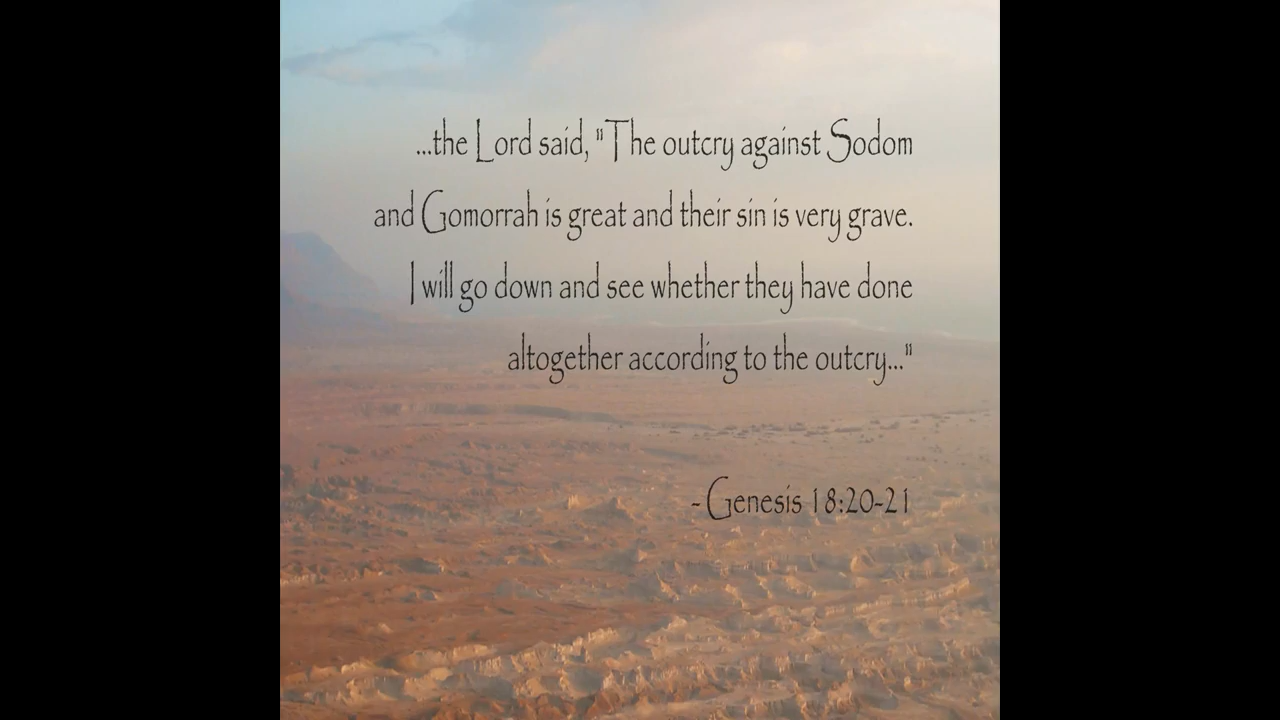 ...the Lord said, "The outcry against Sodom
and Gomorrah is great and their sin is very grave.
I will go down and see whether they have done
altogether according to the outcry..."
- Genesis 18:20-21